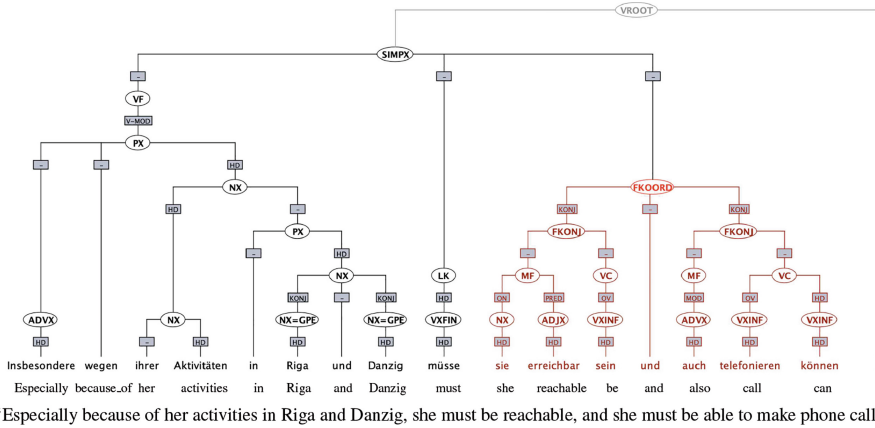 VROOT
SIMPX
- - -
VF
V-MOD
PX
- - HD
NX FKOORD
HD - KONJ - KONJ
PX FKONJ FKONJ
- HD - - - -
NX LK MF VC MF VC
KONJ - KONJ HD ON PRED OV MOD OV HD
ADVX NX NX=GPE NX=GPE VXFIN NX ADJX VXINF ADVX VXINF VXINF
HD - HD HD HD HD HD HD HD HD HD HD
Insbesondere wegen ihrer Aktivitäten in Riga und Danzig müsse sie erreichbar sein und auch telefonieren können
Especially because_of her activities in Riga and Danzig must she reachable be and also call can
Especially because of her activities in Riga and Danzig, she must be reachable, and she must be able to make phone call